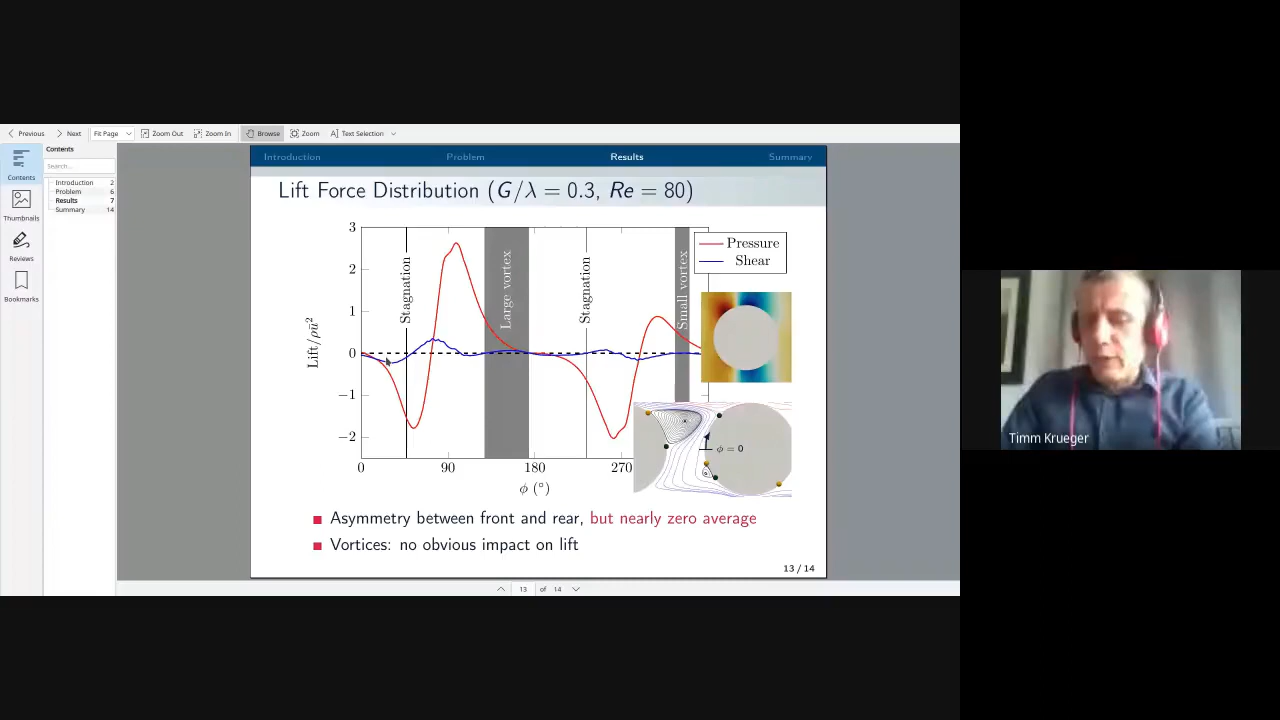 Previous Next Fit Page Zoom Out Zoom In Browse Zoom Text Selection
Contents
Search...
Introduction 2
Problem 6
Results 7
Summary 14
Contents
Thumbnails
Reviews
Bookmarks
Introduction Problem Results Summary
Lift Force Distribution (G/λ = 0.3, Re = 80)
3
2
1
0
−1
−2
Lift/ρū²
0 90 180 270
ϕ (°)
Stagnation
Large vortex
Stagnation
Small vortex
Pressure
Shear
ϕ = 0
■ Asymmetry between front and rear, but nearly zero average
■ Vortices: no obvious impact on lift
13 / 14
13 of 14
Timm Krueger